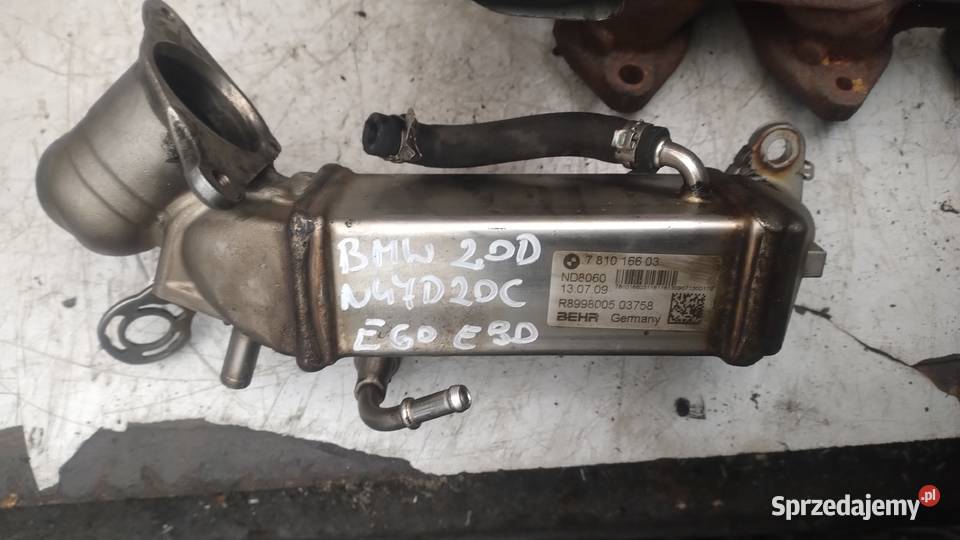 BMW 2.0D
N47D20C
E60 E90
7 810 166 03
ND8060
13.07.09
R8998005 03758
BEHR Germany
Sprzedajemy.pl